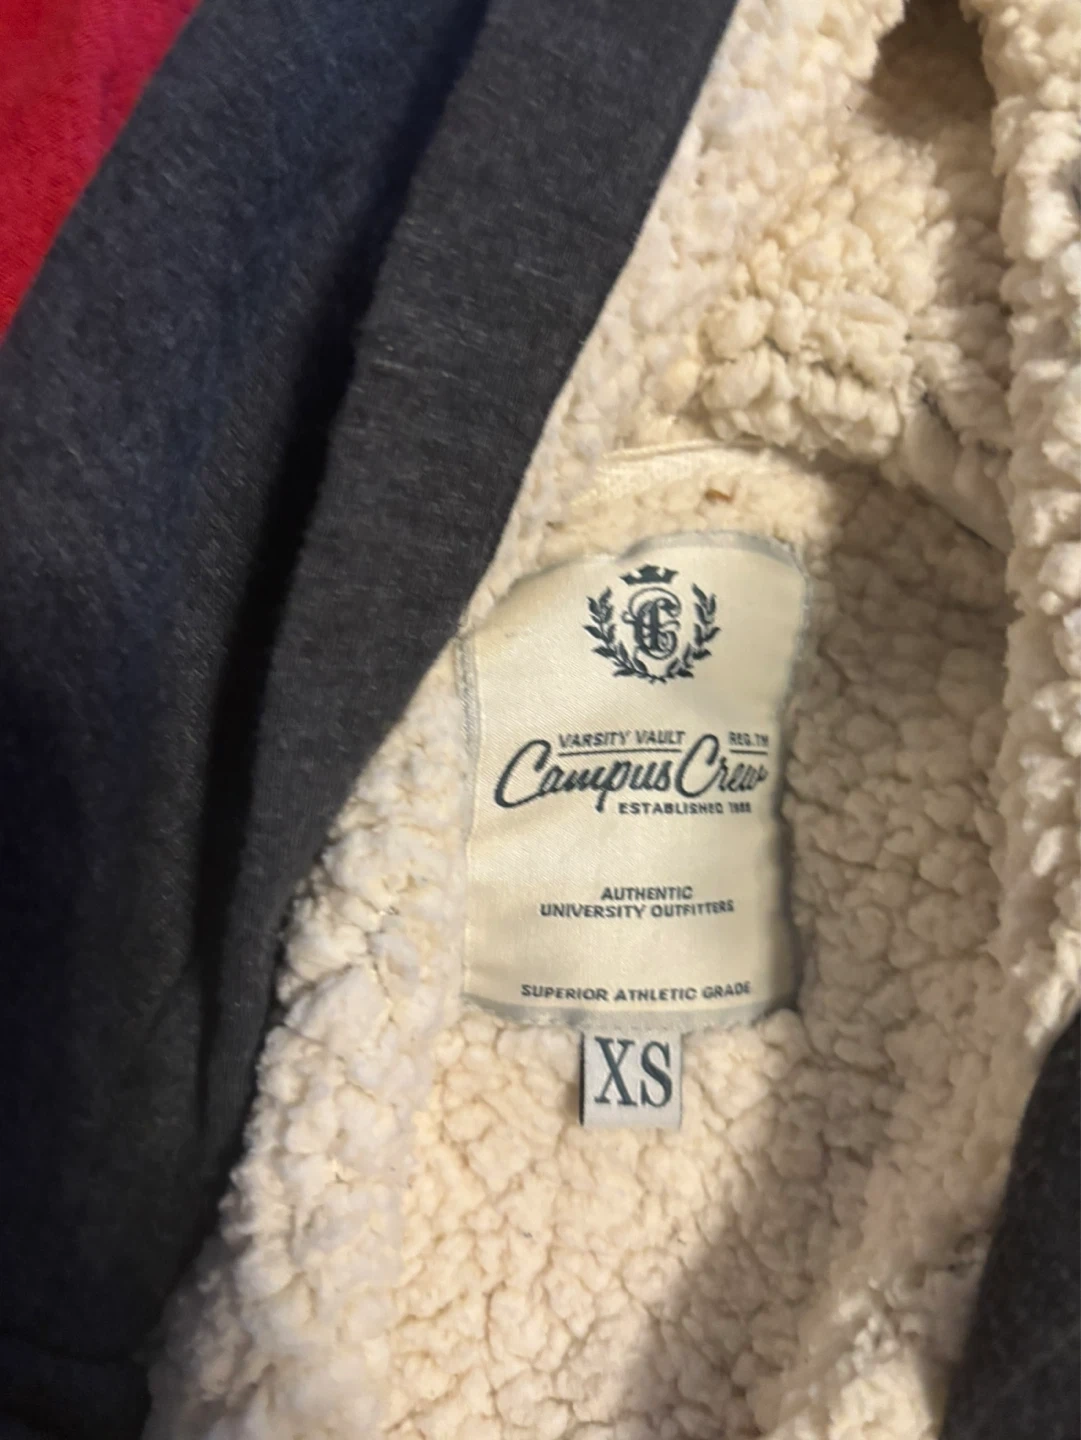 VARSITY VAULT REG.TM
Campus Crew
ESTABLISHED
AUTHENTIC
UNIVERSITY OUTFITTERS
SUPERIOR ATHLETIC GRADE
XS